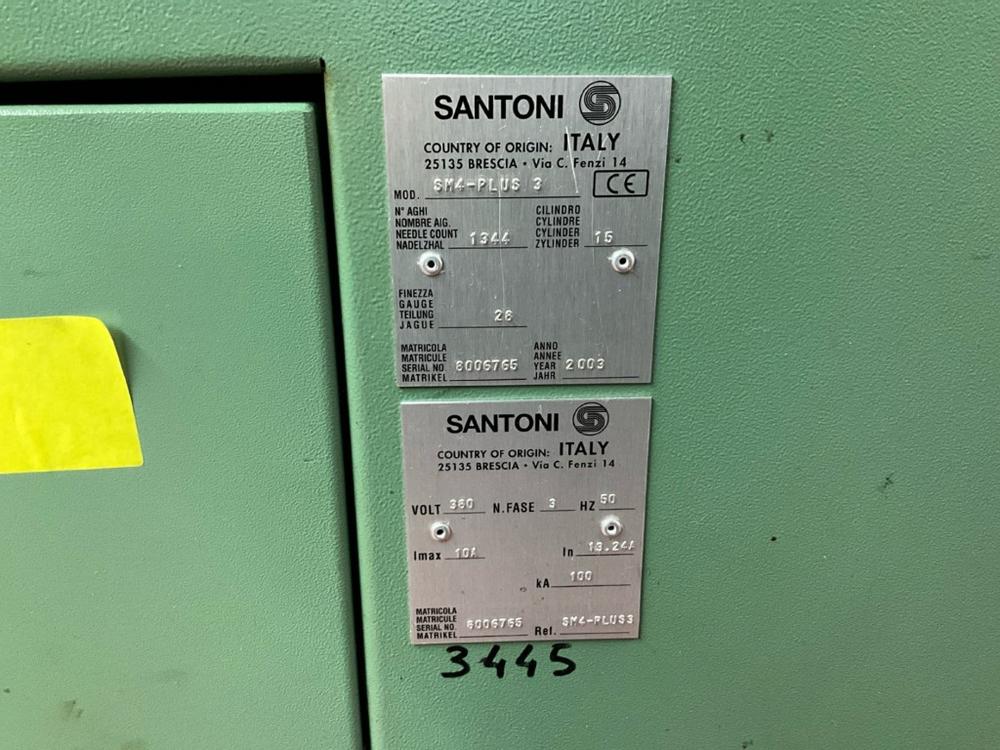 SANTONI
COUNTRY OF ORIGIN: ITALY
25135 BRESCIA • Via C. Fenzi 14
MOD. SM4-PLUS 3 CE
N° AGHI
NOMBRE AIG.
NEEDLE COUNT
NADELZHAL 1344
CILINDRO
CYLINDRE
CYLINDER
ZYLINDER 15
FINEZZA
GAUGE
TEILUNG
JAGUE 28
MATRICOLA
MATRICULE
SERIAL NO.
MATRIKEL 6006765
ANNO
ANNEE
YEAR
JAHR 2003
SANTONI
COUNTRY OF ORIGIN: ITALY
25135 BRESCIA • Via C. Fenzi 14
VOLT 360 N.FASE 3 HZ 50
Imax 10A In 13.24A
kA 100
MATRICOLA
MATRICULE
SERIAL NO.
MATRIKEL 6006765 Ref. SM4-PLUS3
3445